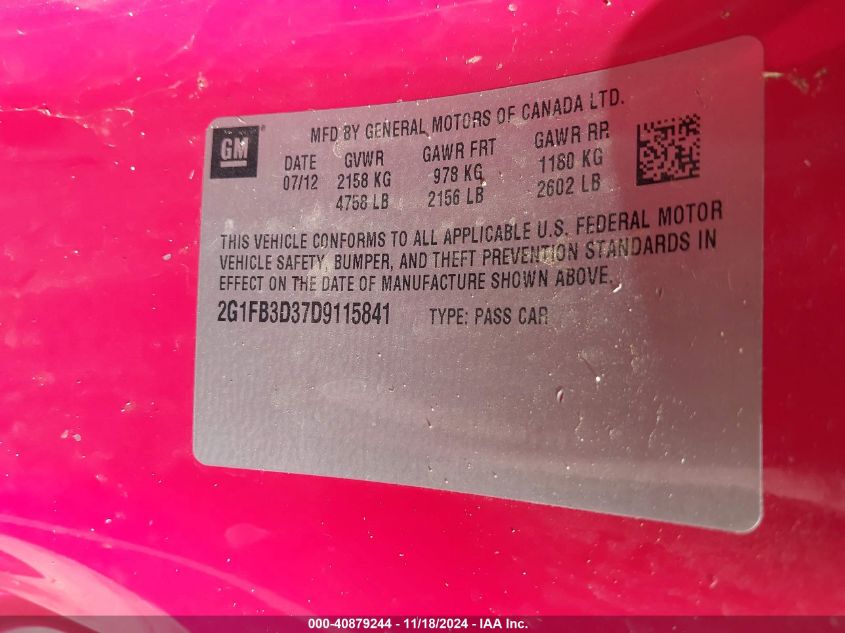 GM
MFD BY GENERAL MOTORS OF CANADA LTD.
DATE GVWR GAWR FRT GAWR RR
07/12 2158 KG 978 KG 1180 KG
4758 LB 2156 LB 2602 LB
THIS VEHICLE CONFORMS TO ALL APPLICABLE U.S. FEDERAL MOTOR
VEHICLE SAFETY, BUMPER, AND THEFT PREVENTION STANDARDS IN
EFFECT ON THE DATE OF MANUFACTURE SHOWN ABOVE.
2G1FB3D37D9115841 TYPE: PASS CAR
000-40879244 - 11/18/2024 - IAA Inc.